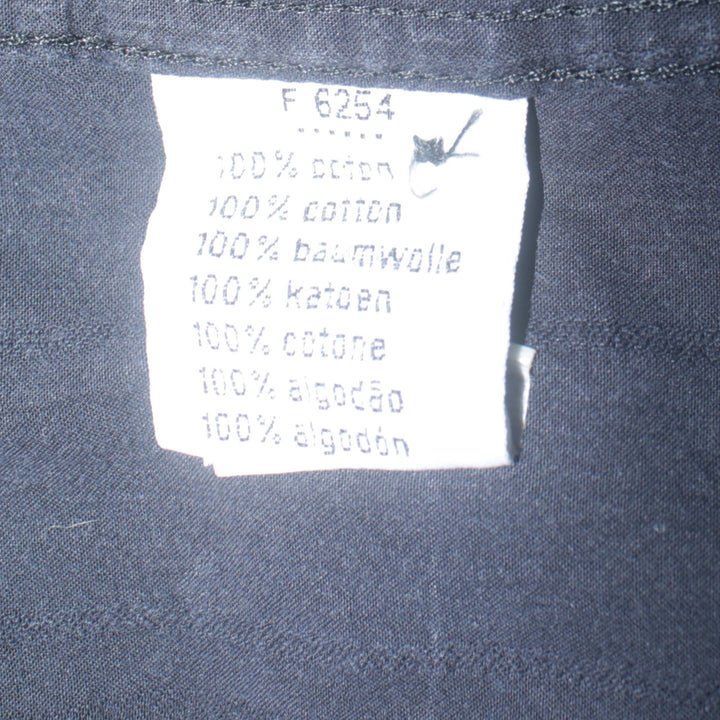 F 6254
100% coton
100% cotton
100% baumwolle
100% katoen
100% cotone
100% algodão
100% algodón